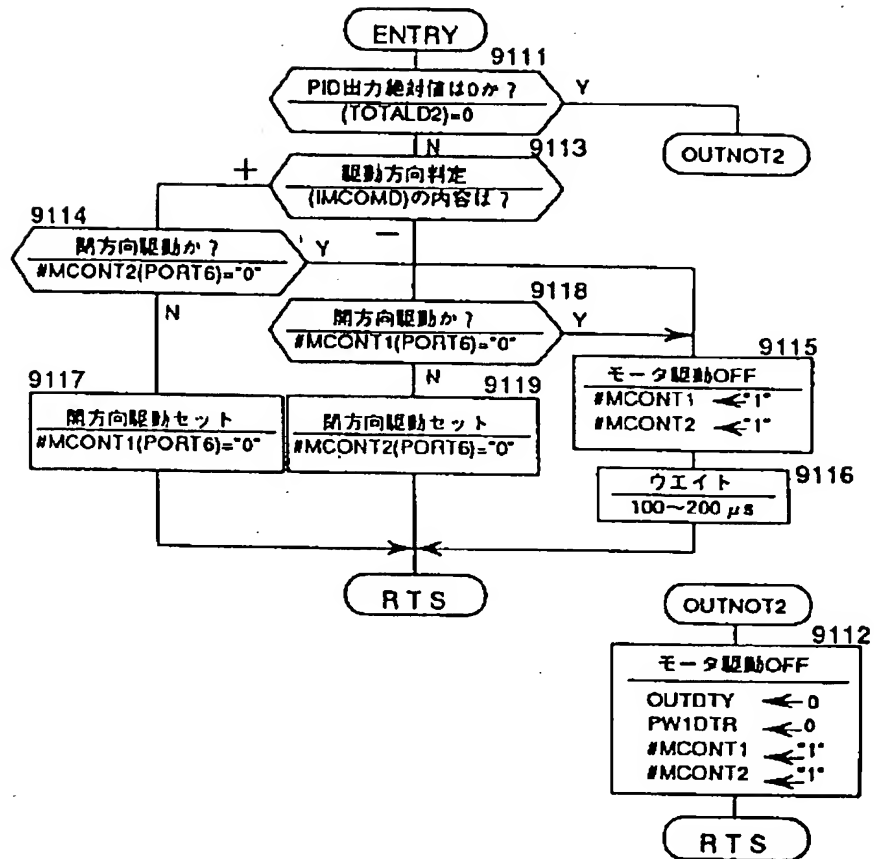 ENTRY
9111
PID出力絶対値は0か?
(TOTALD2)=0
Y
N
OUTNOT2
9113
駆動方向判定
(IMCOMD)の内容は?
+
−
9114
閉方向駆動か?
#MCONT2(PORT6)="0"
Y
N
9118
開方向駆動か?
#MCONT1(PORT6)="0"
Y
N
9115
モータ駆動OFF
#MCONT1 ← "1"
#MCONT2 ← "1"
9117
開方向駆動セット
#MCONT1(PORT6)="0"
9119
閉方向駆動セット
#MCONT2(PORT6)="0"
9116
ウエイト
100〜200 μs
RTS
OUTNOT2
9112
モータ駆動OFF
OUTDTY ← 0
PW1DTR ← 0
#MCONT1 ← "1"
#MCONT2 ← "1"
RTS